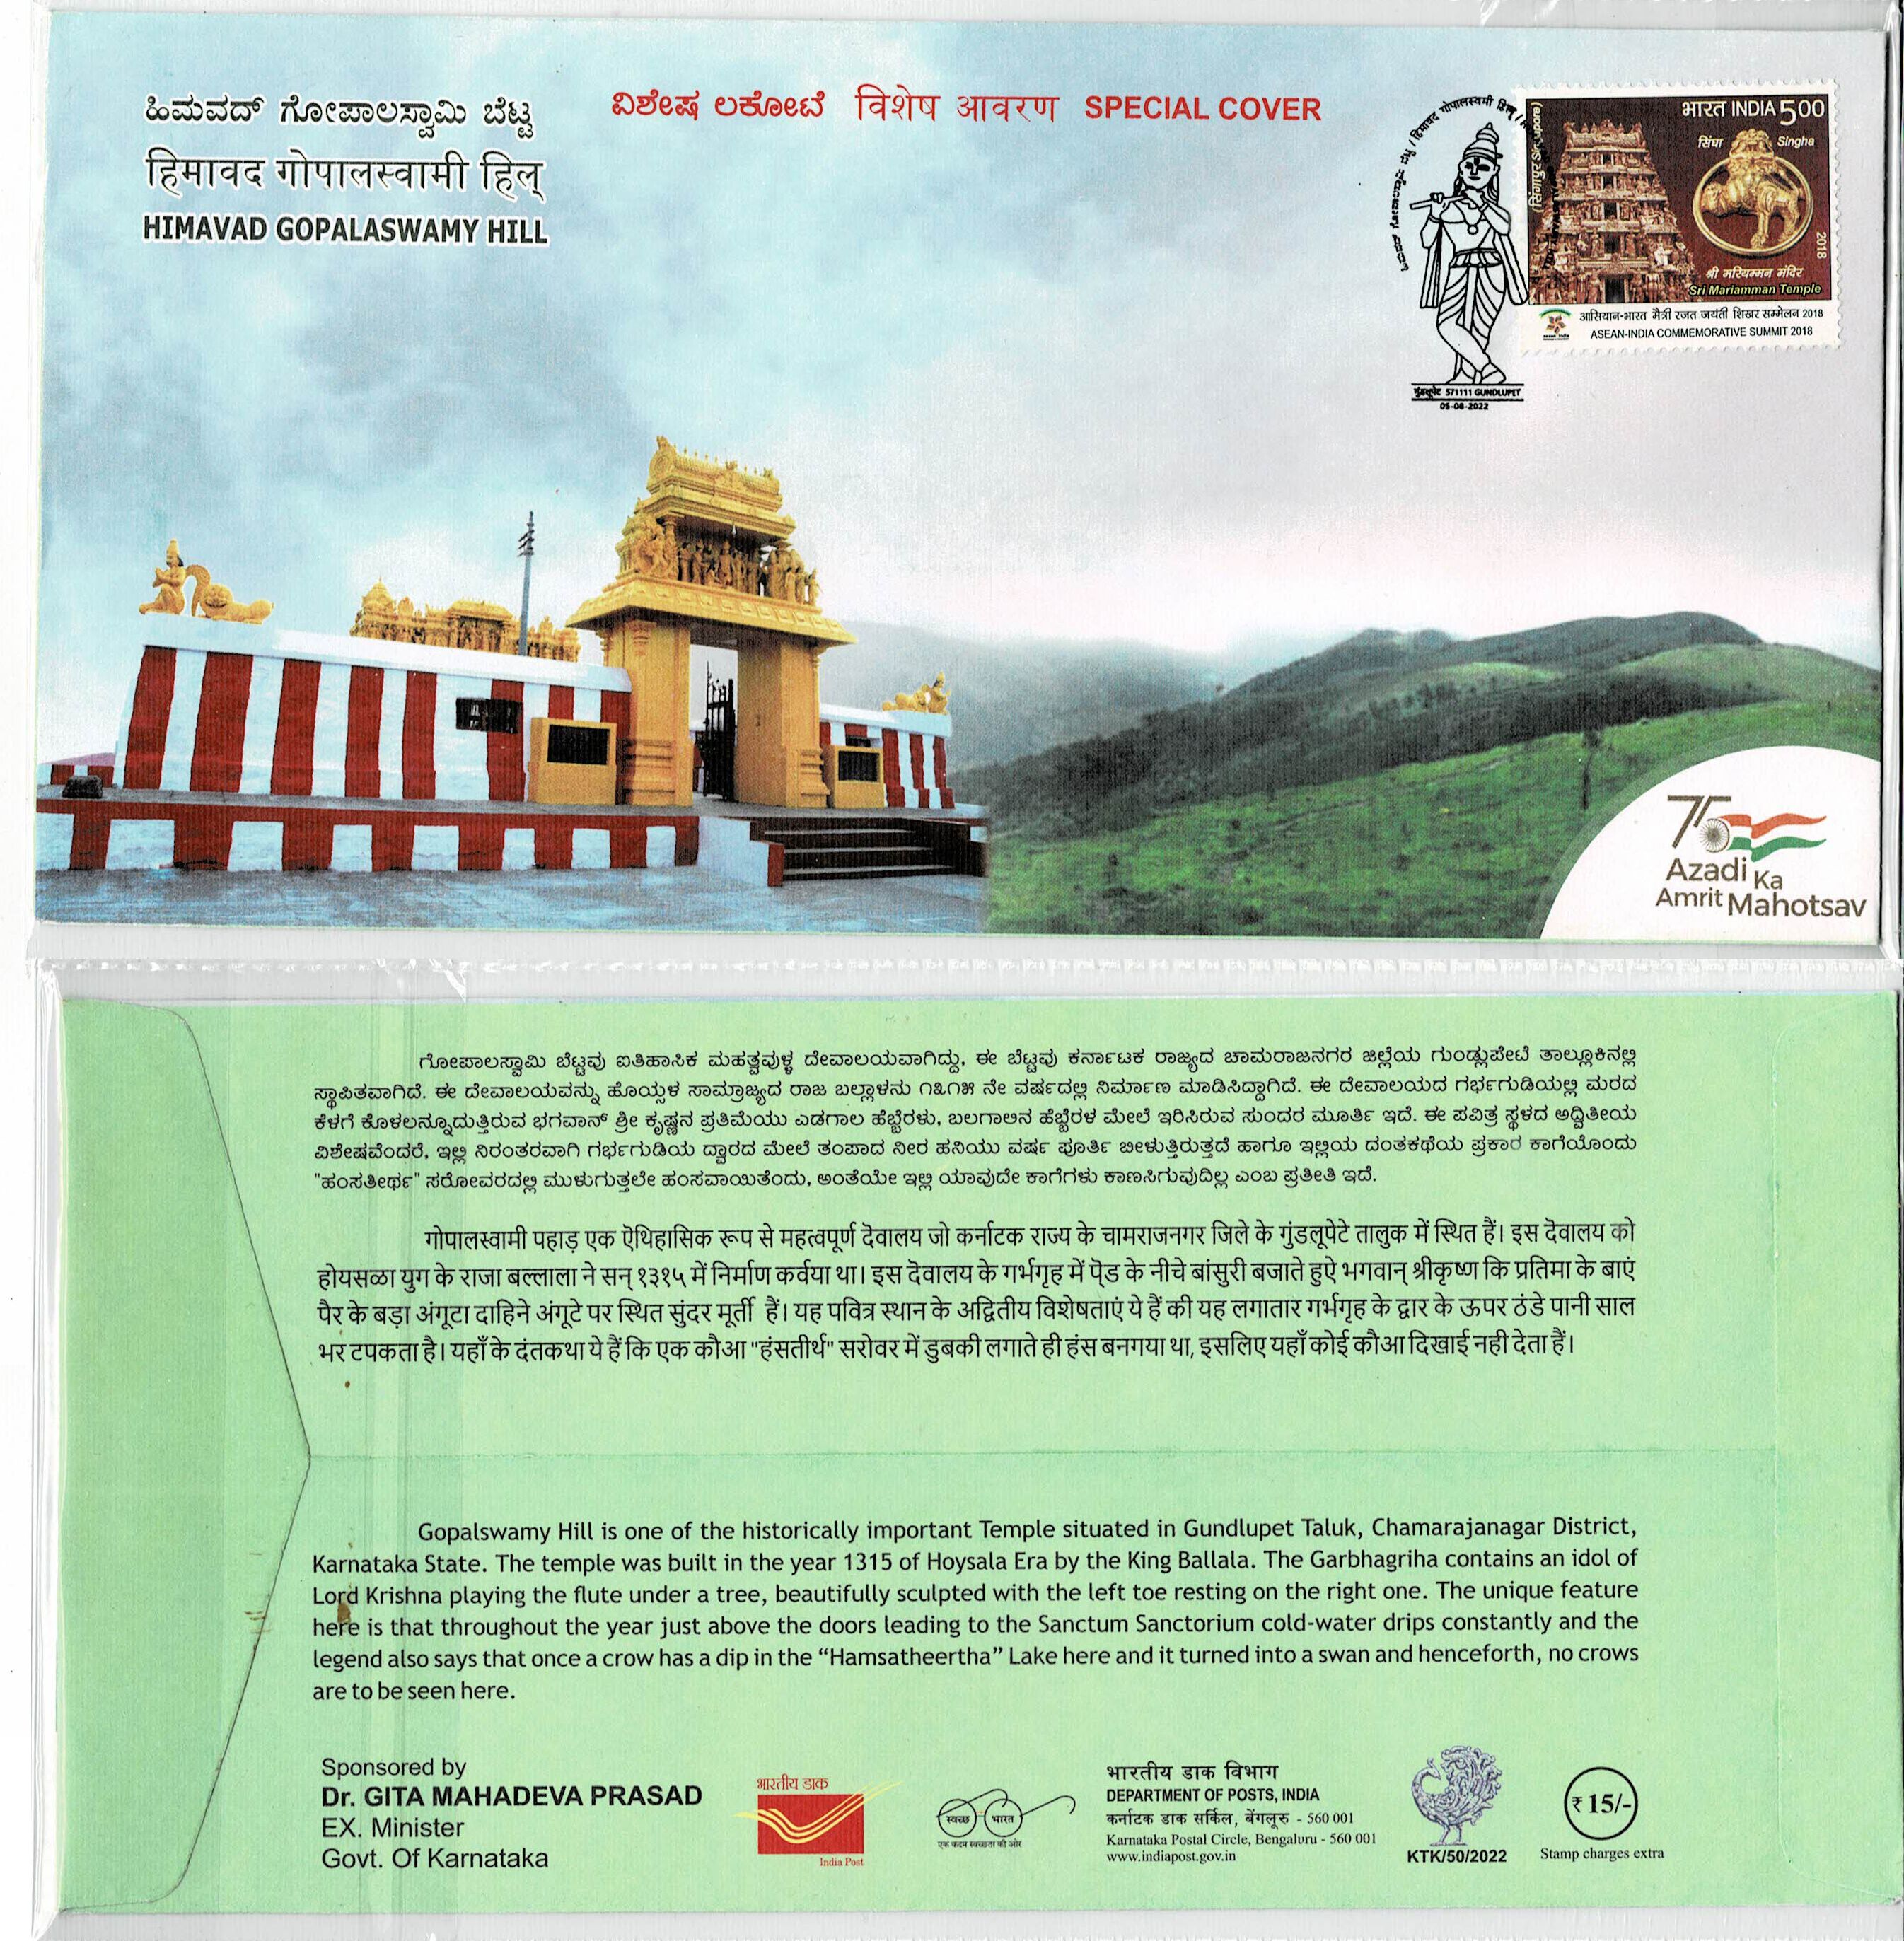 ಹಿಮವದ್ ಗೋಪಾಲಸ್ವಾಮಿ ಬೆಟ್ಟ
हिमावद गोपालस्वामी हिल्
HIMAVAD GOPALASWAMY HILL
ವಿಶೇಷ ಲಕೋಟೆ विशेष आवरण SPECIAL COVER
हिमावद गोपालस्वामी हिल्
गुंडलूपेट 571111 GUNDLUPET
05-08-2022
भारत INDIA 500
सिंघा Singha
2018
श्री मरियम्मन मंदिर
Sri Mariamman Temple
आसियान-भारत मैत्री रजत जयंती शिखर सम्मेलन 2018
ASEAN-INDIA COMMEMORATIVE SUMMIT 2018
75
Azadi Ka
Amrit Mahotsav
ಗೋಪಾಲಸ್ವಾಮಿ ಬೆಟ್ಟವು ಐತಿಹಾಸಿಕ ಮಹತ್ವವುಳ್ಳ ದೇವಾಲಯವಾಗಿದ್ದು, ಈ ಬೆಟ್ಟವು ಕರ್ನಾಟಕ ರಾಜ್ಯದ ಚಾಮರಾಜನಗರ ಜಿಲ್ಲೆಯ ಗುಂಡ್ಲುಪೇಟೆ ತಾಲ್ಲೂಕಿನಲ್ಲಿ
ಸ್ಥಾಪಿತವಾಗಿದೆ. ಈ ದೇವಾಲಯವನ್ನು ಹೊಯ್ಸಳ ಸಾಮ್ರಾಜ್ಯದ ರಾಜ ಬಲ್ಲಾಳನು ೧೩೧೫ ನೇ ವರ್ಷದಲ್ಲಿ ನಿರ್ಮಾಣ ಮಾಡಿಸಿದ್ದಾಗಿದೆ. ಈ ದೇವಾಲಯದ ಗರ್ಭಗುಡಿಯಲ್ಲಿ ಮರದ
ಕೆಳಗೆ ಕೊಳಲನ್ನೂದುತ್ತಿರುವ ಭಗವಾನ್ ಶ್ರೀ ಕೃಷ್ಣನ ಪ್ರತಿಮೆಯು ಎಡಗಾಲ ಹೆಬ್ಬೆರಳು, ಬಲಗಾಲಿನ ಹೆಬ್ಬೆರಳ ಮೇಲೆ ಇರಿಸಿರುವ ಸುಂದರ ಮೂರ್ತಿ ಇದೆ. ಈ ಪವಿತ್ರ ಸ್ಥಳದ ಅದ್ವಿತೀಯ
ವಿಶೇಷವೆಂದರೆ, ಇಲ್ಲಿ ನಿರಂತರವಾಗಿ ಗರ್ಭಗುಡಿಯ ದ್ವಾರದ ಮೇಲೆ ತಂಪಾದ ನೀರ ಹನಿಯು ವರ್ಷ ಪೂರ್ತಿ ಬೀಳುತ್ತಿರುತ್ತದೆ ಹಾಗೂ ಇಲ್ಲಿಯ ದಂತಕಥೆಯ ಪ್ರಕಾರ ಕಾಗೆಯೊಂದು
"ಹಂಸತೀರ್ಥ" ಸರೋವರದಲ್ಲಿ ಮುಳುಗುತ್ತಲೇ ಹಂಸವಾಯಿತೆಂದು, ಅಂತೆಯೇ ಇಲ್ಲಿ ಯಾವುದೇ ಕಾಗೆಗಳು ಕಾಣಸಿಗುವುದಿಲ್ಲ ಎಂಬ ಪ್ರತೀತಿ ಇದೆ.
गोपालस्वामी पहाड़ एक ऎथिहासिक रूप से महत्वपूर्ण दॆवालय जो कर्नाटक राज्य के चामराजनगर जिले के गुंडलूपेटे तालुक में स्थित हैं। इस दॆवालय को
होयसळा युग के राजा बल्लाला ने सन् १३१५ में निर्माण कर्वया था। इस दॆवालय के गर्भगृह में पॆड के नीचे बांसुरी बजाते हुऐ भगवान् श्रीकृष्ण कि प्रतिमा के बाएं
पैर के बड़ा अंगूटा दाहिने अंगूटे पर स्थित सुंदर मूर्ती हैं। यह पवित्र स्थान के अद्वितीय विशेषताएं ये हैं की यह लगातार गर्भगृह के द्वार के ऊपर ठंडे पानी साल
भर टपकता है। यहाँ के दंतकथा ये हैं कि एक कौआ "हंसतीर्थ" सरोवर में डुबकी लगाते ही हंस बनगया था, इसलिए यहाँ कोई कौआ दिखाई नही देता हैं।
Gopalswamy Hill is one of the historically important Temple situated in Gundlupet Taluk, Chamarajanagar District,
Karnataka State. The temple was built in the year 1315 of Hoysala Era by the King Ballala. The Garbhagriha contains an idol of
Lord Krishna playing the flute under a tree, beautifully sculpted with the left toe resting on the right one. The unique feature
here is that throughout the year just above the doors leading to the Sanctum Sanctorium cold-water drips constantly and the
legend also says that once a crow has a dip in the “Hamsatheertha” Lake here and it turned into a swan and henceforth, no crows
are to be seen here.
Sponsored by
Dr. GITA MAHADEVA PRASAD
EX. Minister
Govt. Of Karnataka
भारतीय डाक
India Post
स्वच्छ भारत
एक कदम स्वच्छता की ओर
भारतीय डाक विभाग
DEPARTMENT OF POSTS, INDIA
कर्नाटक डाक सर्किल, बेंगलूरु - 560 001
Karnataka Postal Circle, Bengaluru - 560 001
www.indiapost.gov.in
KTK/50/2022
₹ 15/-
Stamp charges extra